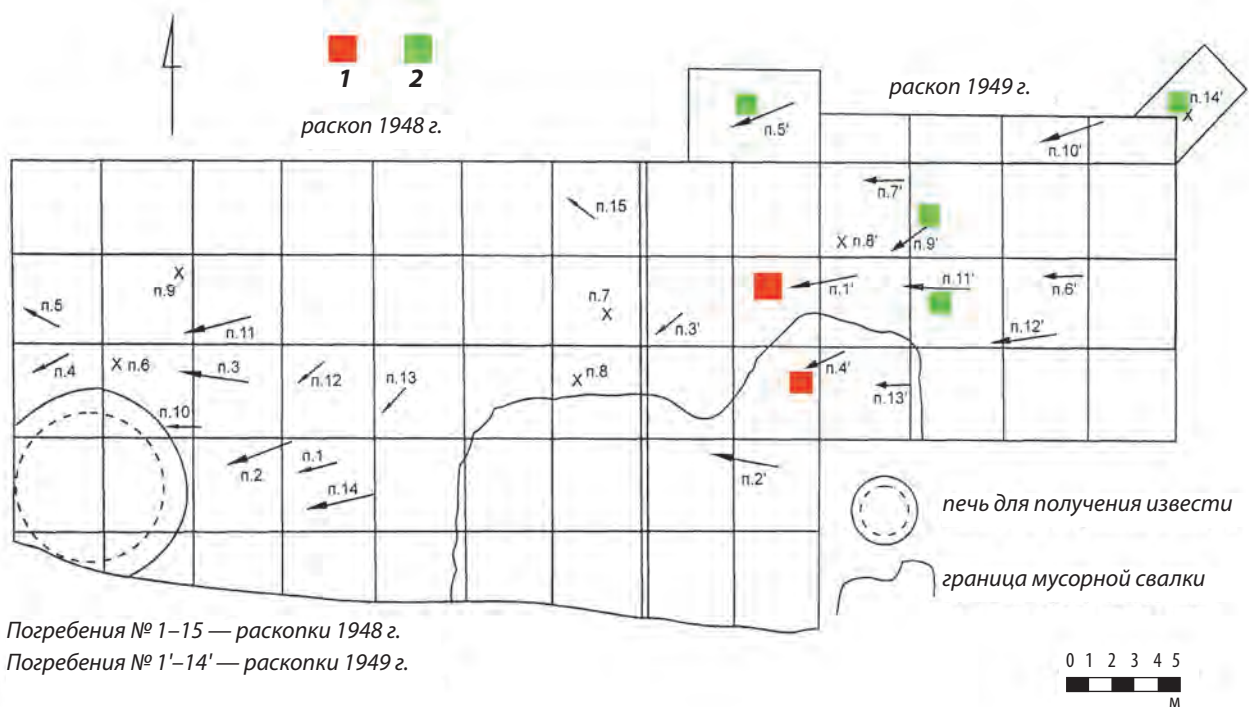 1
2
раскоп 1948 г.
раскоп 1949 г.
п.14'
X
п.5'
п.10'
п.7'
п.15
X п.8'
п.9'
X
п.9
п.5
п.11
п.7
X
п.3'
п.1'
п.11'
п.6'
п.12'
п.4
X п.6
п.3
п.12
п.13
X п.8
п.4'
п.13'
п.10
п.2
п.1
п.14
п.2'
печь для получения извести
граница мусорной свалки
Погребения № 1–15 — раскопки 1948 г.
Погребения № 1'–14' — раскопки 1949 г.
0 1 2 3 4 5
м